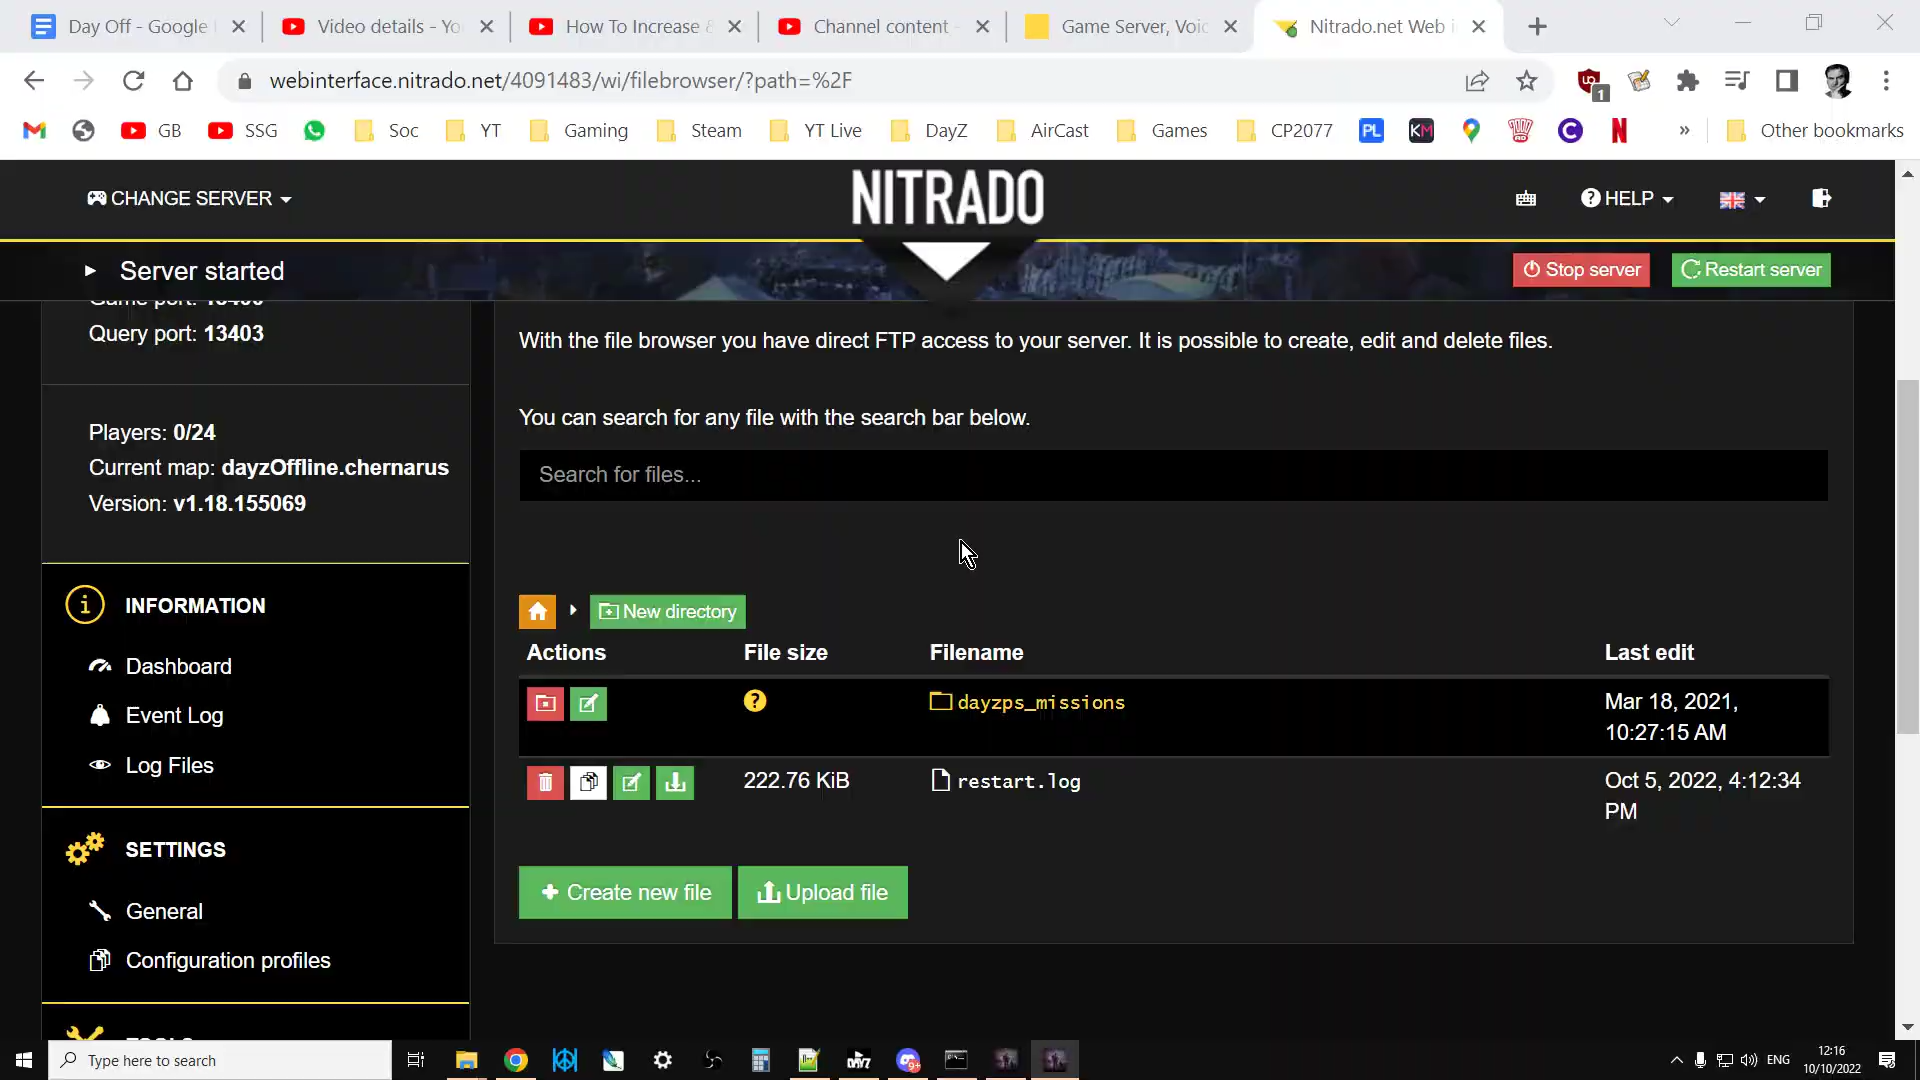 Day Off - Google
Video details - Yo
How To Increase &
Channel content -
Game Server, Voic
Nitrado.net Web i
webinterface.nitrado.net/4091483/wi/filebrowser/?path=%2F
1
GB
SSG
Soc
YT
Gaming
Steam
YT Live
DayZ
AirCast
Games
CP2077
PL
KM
»
Other bookmarks
CHANGE SERVER
NITRADO
HELP
Server started
Stop server
Restart server
Query port: 13403
Players: 0/24
Current map: dayzOffline.chernarus
Version: v1.18.155069
INFORMATION
Dashboard
Event Log
Log Files
SETTINGS
General
Configuration profiles
With the file browser you have direct FTP access to your server. It is possible to create, edit and delete files.
You can search for any file with the search bar below.
Search for files...
New directory
Actions
File size
Filename
Last edit
dayzps_missions
Mar 18, 2021,
10:27:15 AM
222.76 KiB
restart.log
Oct 5, 2022, 4:12:34
PM
Create new file
Upload file
Type here to search
DAYZ
9+
ENG
12:16
10/10/2022